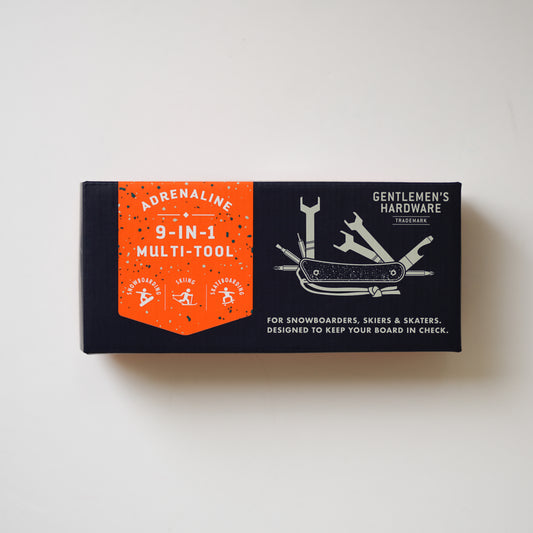 ADRENALINE
9-IN-1
MULTI-TOOL
SNOWBOARDING
SKIING
SKATEBOARDING
GENTLEMEN'S
HARDWARE
TRADEMARK
FOR SNOWBOARDERS, SKIERS & SKATERS.
DESIGNED TO KEEP YOUR BOARD IN CHECK.